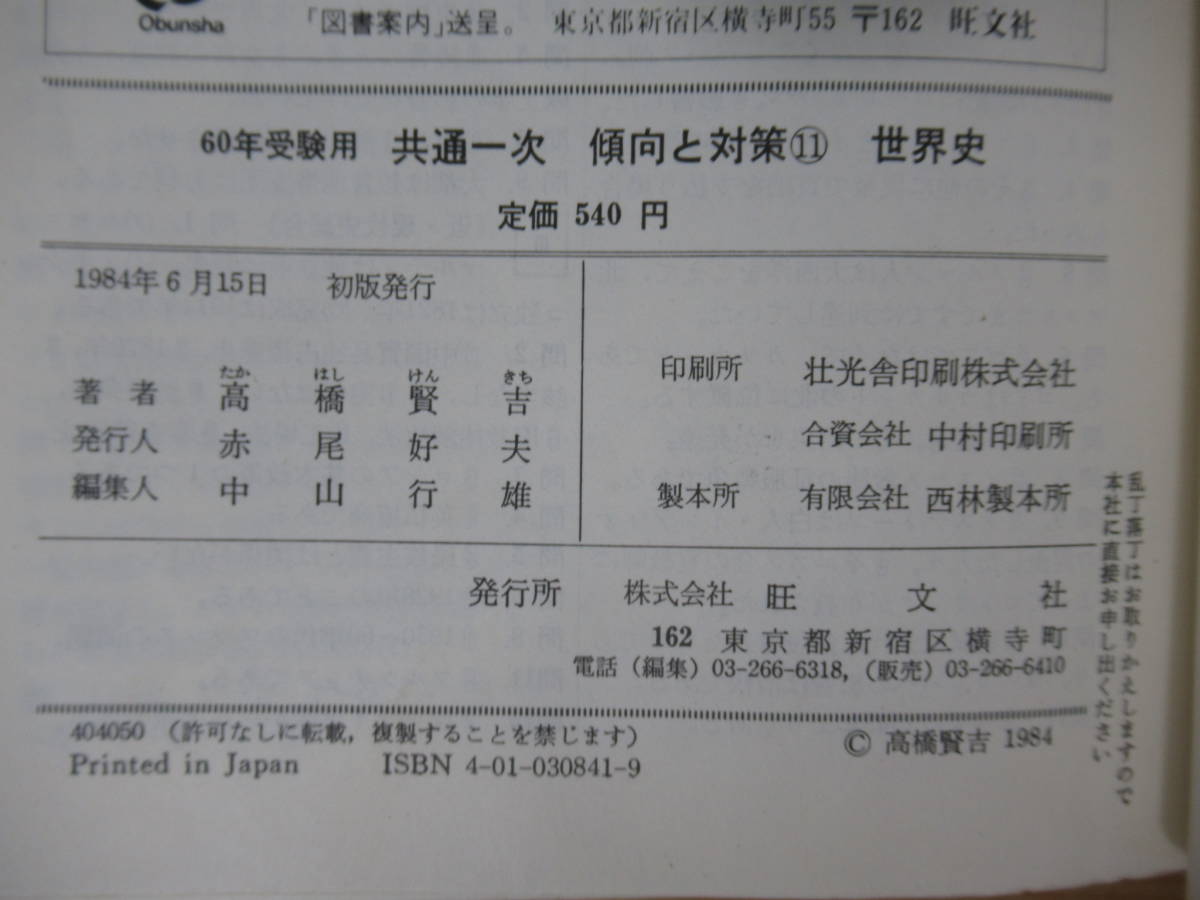 Obunsha
「図書案内」送呈。 東京都新宿区横寺町55 〒162 旺文社
60年受験用 共通一次 傾向と対策⑪ 世界史
定価 540 円
1984年6月15日 初版発行
著者 高橋賢吉
たか はし けん きち
発行人 赤尾好夫
編集人 中山行雄
印刷所 壮光舎印刷株式会社
合資会社 中村印刷所
製本所 有限会社 西林製本所
発行所 株式会社 旺文社
162 東京都新宿区横寺町
電話（編集）03-266-6318,（販売）03-266-6410
404050（許可なしに転載，複製することを禁じます）
© 高橋賢吉 1984
Printed in Japan ISBN 4-01-030841-9
乱丁落丁はお取りかえしますので
本社に直接お申し出ください